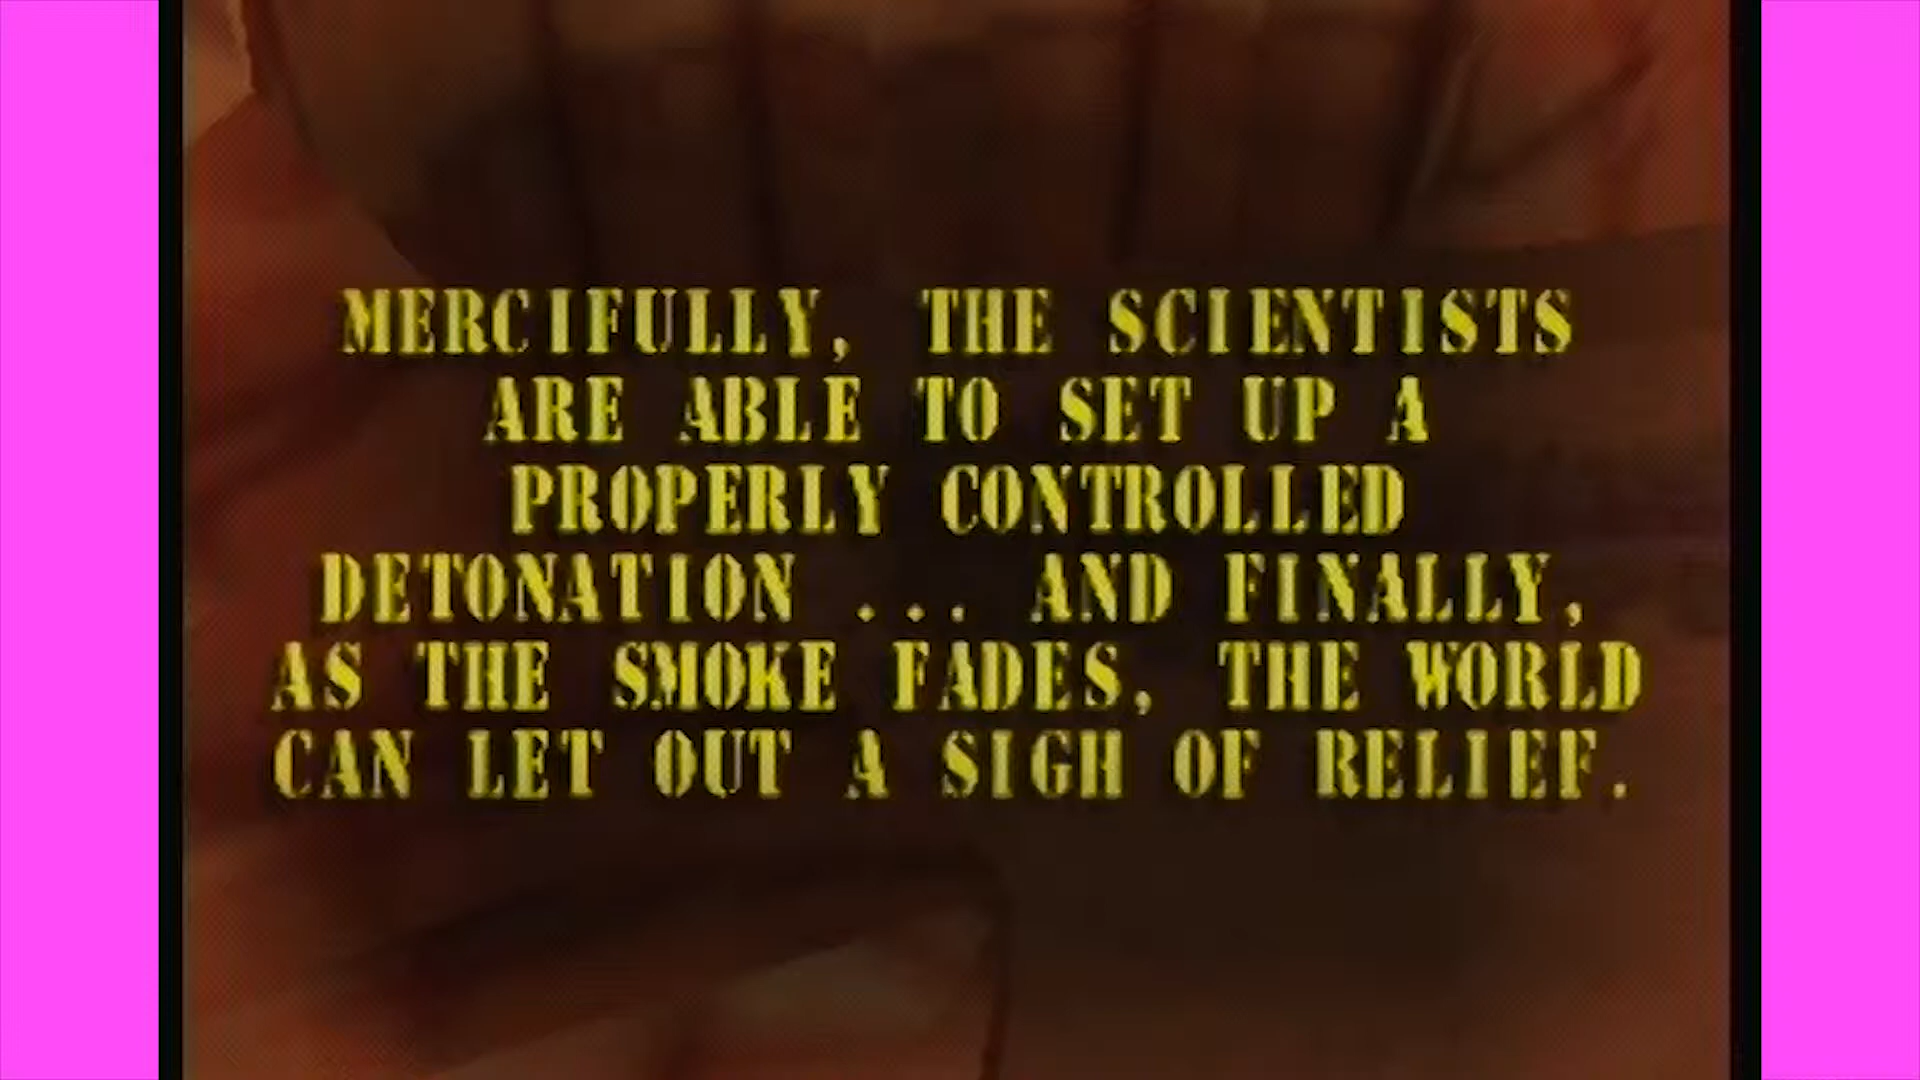 MERCIFULLY, THE SCIENTISTS
ARE ABLE TO SET UP A
PROPERLY CONTROLLED
DETONATION ... AND FINALLY,
AS THE SMOKE FADES, THE WORLD
CAN LET OUT A SIGH OF RELIEF.